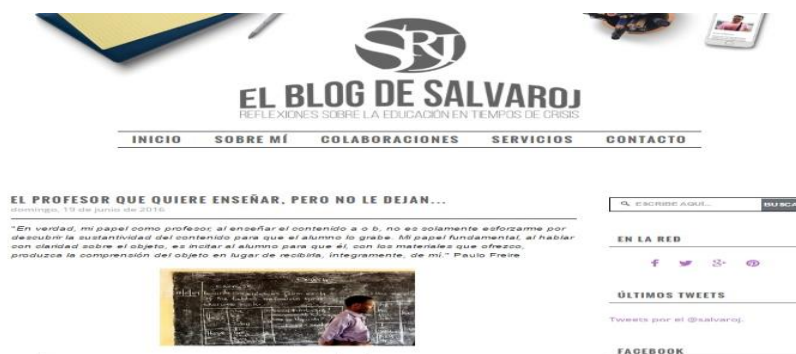 SRJ
EL BLOG DE SALVAROJ
REFLEXIONES SOBRE LA EDUCACIÓN EN TIEMPOS DE CRISIS
INICIO SOBRE MÍ COLABORACIONES SERVICIOS CONTACTO
EL PROFESOR QUE QUIERE ENSEÑAR, PERO NO LE DEJAN...
domingo, 19 de junio de 2016
"En verdad, mi papel como profesor, al enseñar el contenido a o b, no es solamente esforzarme por
descubrir la sustantividad del contenido para que el alumno lo grabe. Mi papel fundamental, al hablar
con claridad sobre el objeto, es incitar al alumno para que él, con los materiales que ofrezco,
produzca la comprensión del objeto en lugar de recibirla, íntegramente, de mí." Paulo Freire
ESCRIBE AQUÍ... BUSCA
EN LA RED
ÚLTIMOS TWEETS
Tweets por el @salvaroj.
FACEBOOK